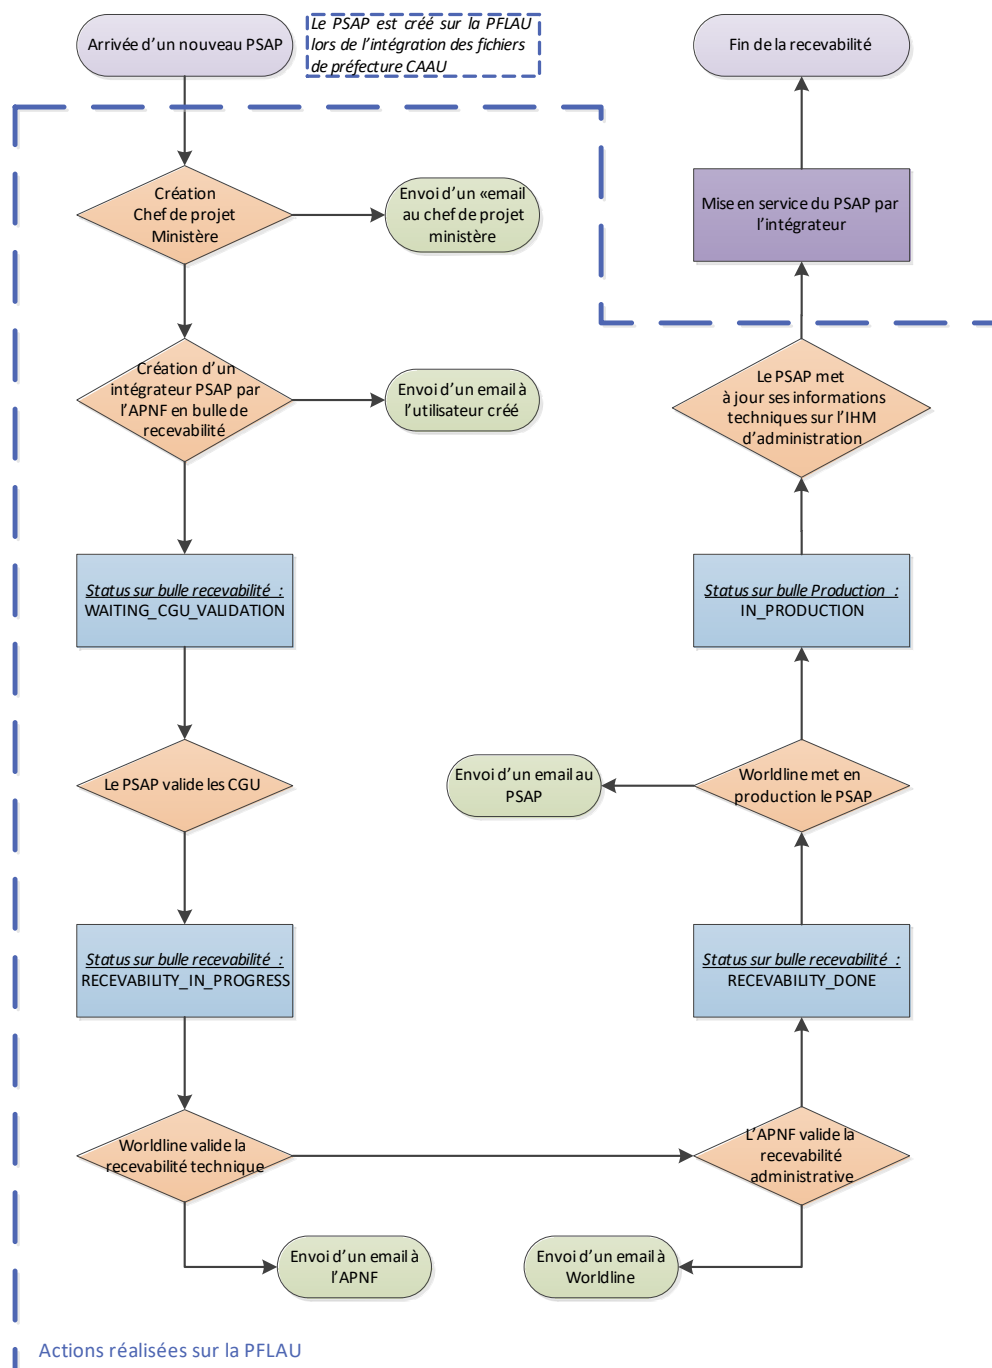 Arrivée d'un nouveau PSAP
Le PSAP est créé sur la PFLAU
lors de l'intégration des fichiers
de préfecture CAAU
Fin de la recevabilité
Création
Chef de projet
Ministère
Envoi d'un «email
au chef de projet
ministère
Mise en service du PSAP par
l'intégrateur
Création d'un
intégrateur PSAP par
l'APNF en bulle de
recevabilité
Envoi d'un email à
l'utilisateur créé
Le PSAP met
à jour ses informations
techniques sur l'IHM
d'administration
Status sur bulle recevabilité :
WAITING_CGU_VALIDATION
Status sur bulle Production :
IN_PRODUCTION
Le PSAP valide les CGU
Envoi d'un email au
PSAP
Worldline met en
production le PSAP
Status sur bulle recevabilité :
RECEVABILITY_IN_PROGRESS
Status sur bulle recevabilité :
RECEVABILITY_DONE
Worldline valide la
recevabilité technique
L'APNF valide la
recevabilité
administrative
Envoi d'un email à
l'APNF
Envoi d'un email à
Worldline
Actions réalisées sur la PFLAU